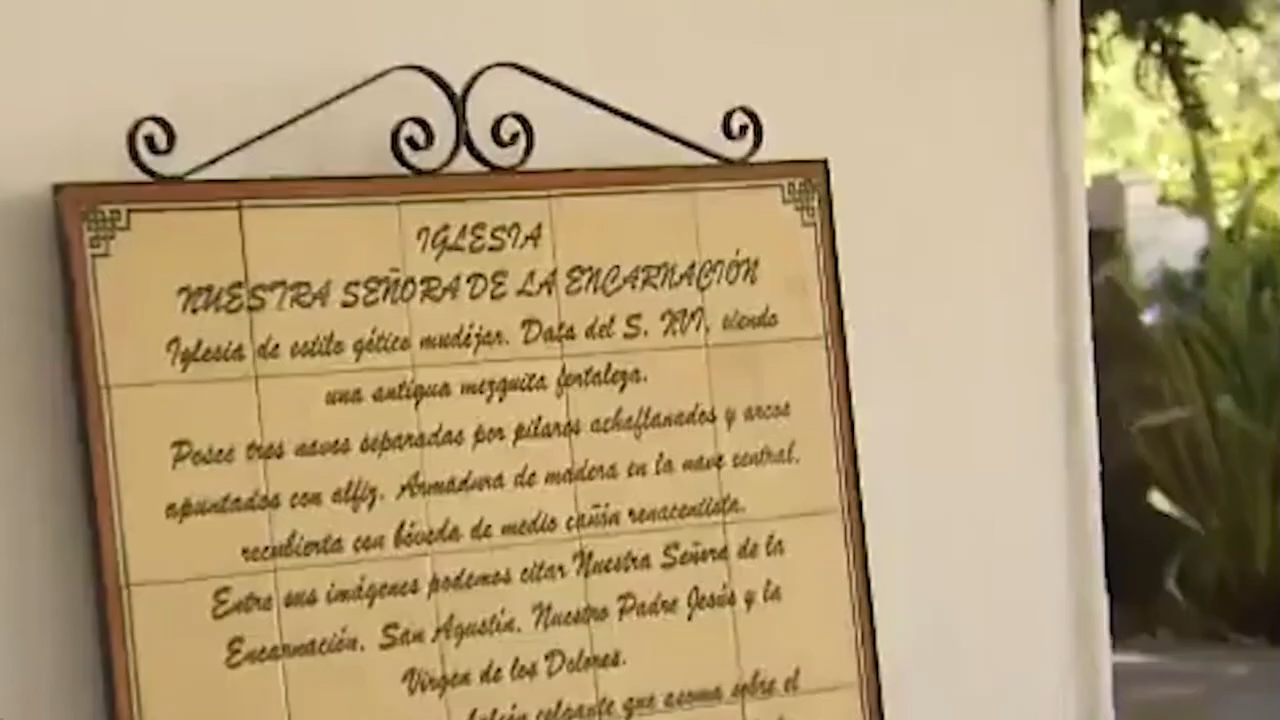 IGLESIA
NUESTRA SEÑORA DE LA ENCARNACIÓN
Iglesia de estilo gótico mudéjar. Data del S. XVI, siendo
una antigua mezquita fortaleza.
Posee tres naves separadas por pilares achaflanados y arcos
apuntados con alfiz. Armadura de madera en la nave central,
recubierta con bóveda de medio cañón renacentista.
Entre sus imágenes podemos citar Nuestra Señora de la
Encarnación, San Agustín, Nuestro Padre Jesús y la
Virgen de los Dolores.
balcón colgante que asoma sobre el